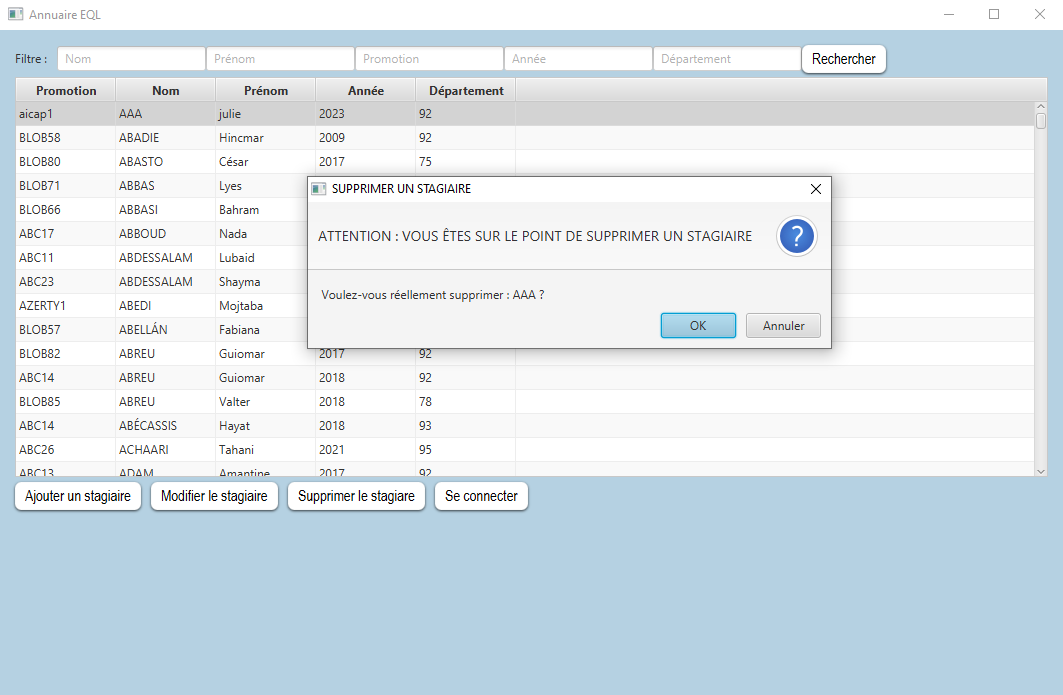 Annuaire EQL
Filtre : Nom Prénom Promotion Année Département Rechercher
Promotion Nom Prénom Année Département
aicap1 AAA julie 2023 92
BLOB58 ABADIE Hincmar 2009 92
BLOB80 ABASTO César 2017 75
BLOB71 ABBAS Lyes
SUPPRIMER UN STAGIAIRE
BLOB66 ABBASI Bahram
ABC17 ABBOUD Nada
ATTENTION : VOUS ÊTES SUR LE POINT DE SUPPRIMER UN STAGIAIRE ?
ABC11 ABDESSALAM Lubaid
ABC23 ABDESSALAM Shayma
Voulez-vous réellement supprimer : AAA ?
AZERTY1 ABEDI Mojtaba
BLOB57 ABELLÁN Fabiana
OK Annuler
BLOB82 ABREU Guiomar 2017 92
ABC14 ABREU Guiomar 2018 92
BLOB85 ABREU Valter 2018 78
ABC14 ABÉCASSIS Hayat 2018 93
ABC26 ACHAARI Tahani 2021 95
ABC13 ADAM Amantine 2017 92
Ajouter un stagiaire Modifier le stagiaire Supprimer le stagiare Se connecter